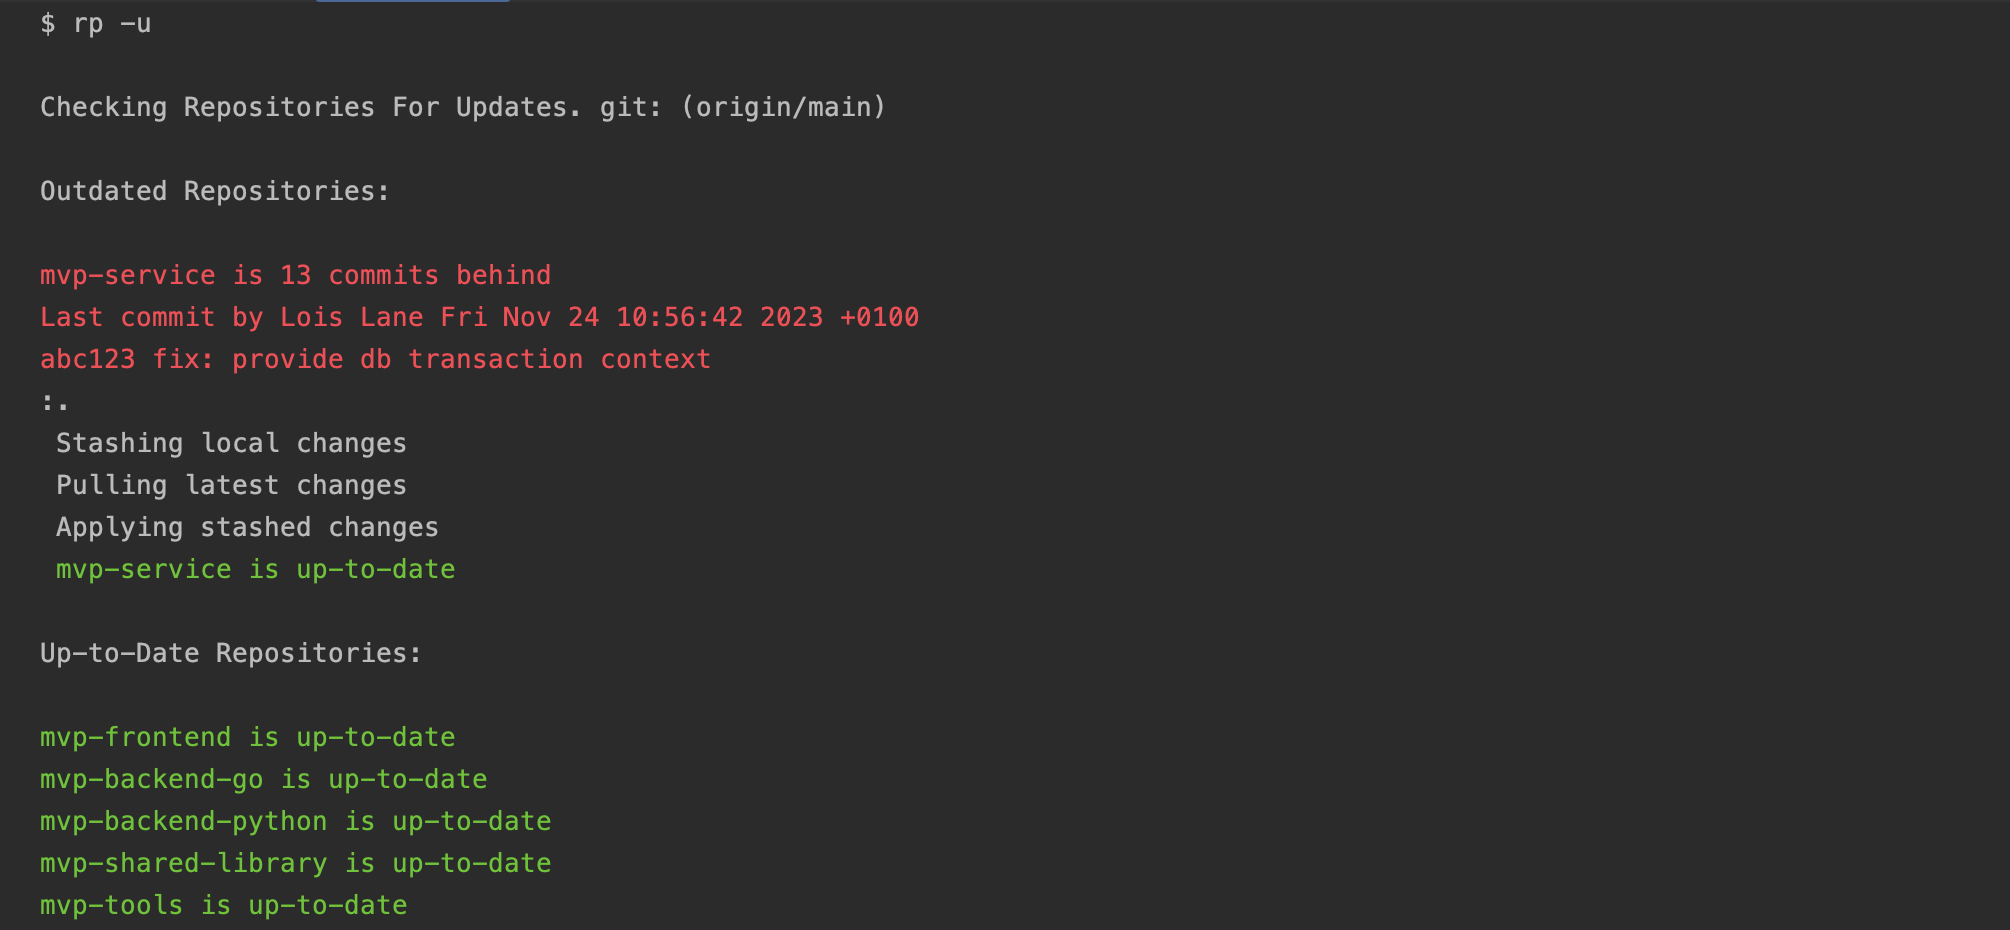 $ rp -u
Checking Repositories For Updates. git: (origin/main)
Outdated Repositories:
mvp-service is 13 commits behind
Last commit by Lois Lane Fri Nov 24 10:56:42 2023 +0100
abc123 fix: provide db transaction context
:.
Stashing local changes
Pulling latest changes
Applying stashed changes
mvp-service is up-to-date
Up-to-Date Repositories:
mvp-frontend is up-to-date
mvp-backend-go is up-to-date
mvp-backend-python is up-to-date
mvp-shared-library is up-to-date
mvp-tools is up-to-date